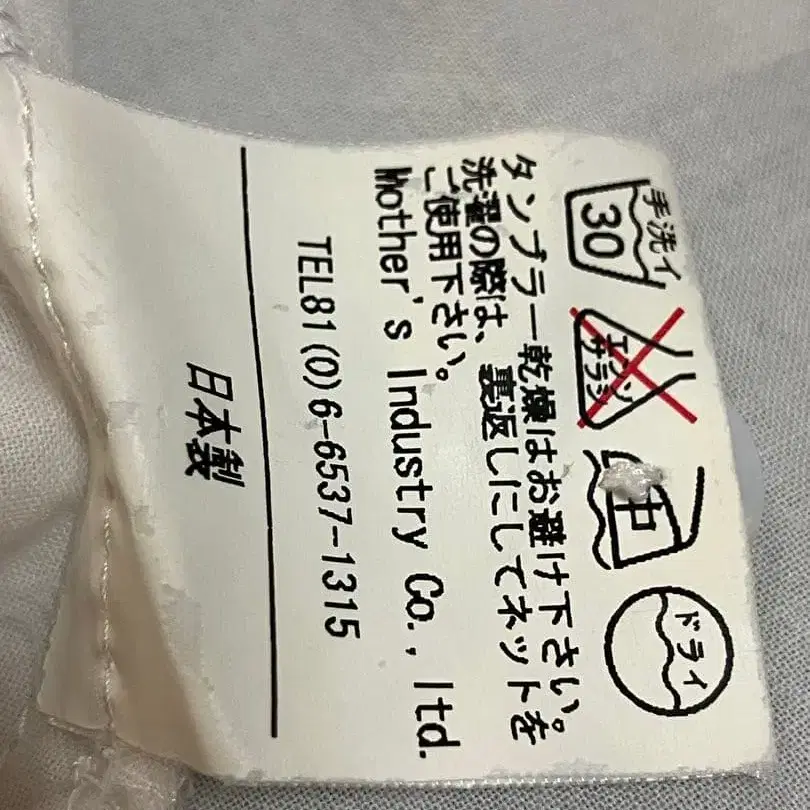 手洗イ
30
エンソ
サラシ
中
ドライ
タンブラー乾燥はお避け下さい。
洗濯の際は、裏返しにしてネットを
ご使用下さい。
Mother's Industry Co., ltd.
TEL81(0)6-6537-1315
日本製